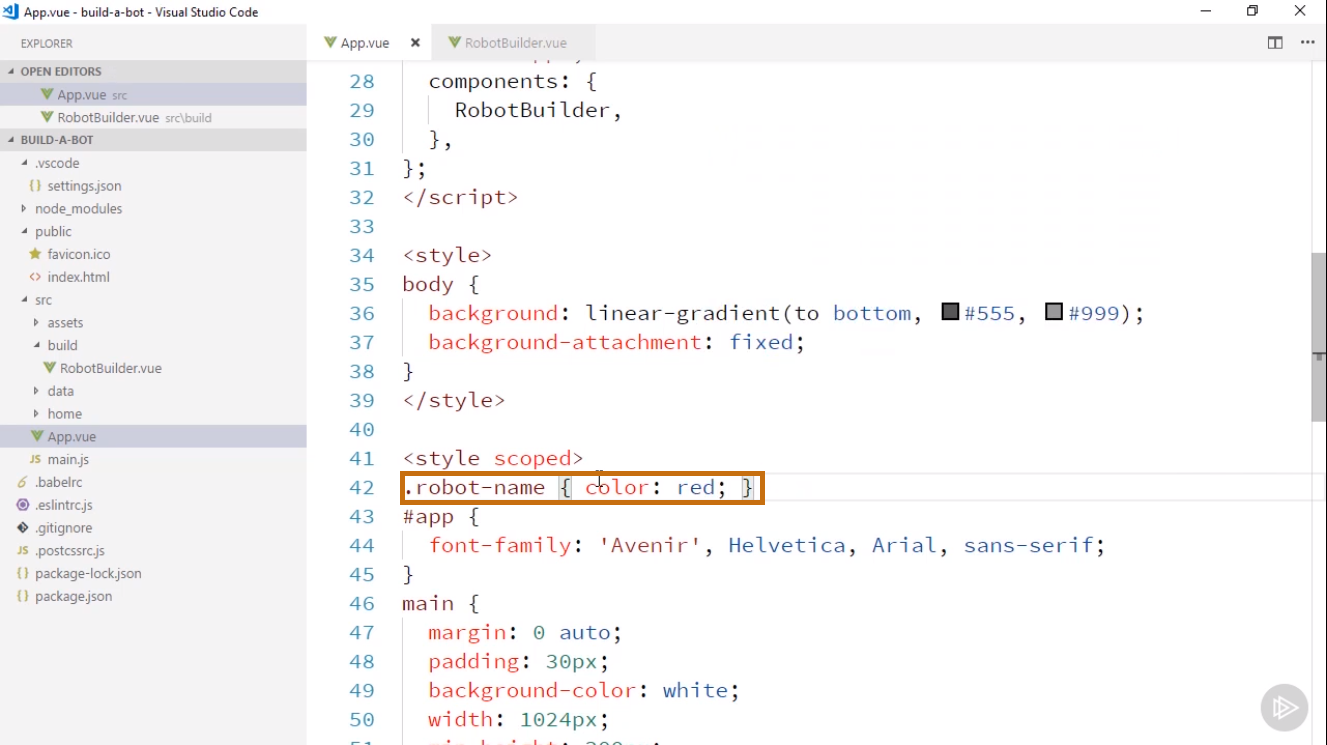 App.vue - build-a-bot - Visual Studio Code
EXPLORER
OPEN EDITORS
App.vue src
RobotBuilder.vue src\build
BUILD-A-BOT
.vscode
{} settings.json
node_modules
public
favicon.ico
<> index.html
src
assets
build
RobotBuilder.vue
data
home
App.vue
JS main.js
.babelrc
.eslintrc.js
.gitignore
JS .postcssrc.js
{} package-lock.json
{} package.json
App.vue
RobotBuilder.vue
28 components: {
29 RobotBuilder,
30 },
31 };
32 </script>
33
34 <style>
35 body {
36 background: linear-gradient(to bottom, #555, #999);
37 background-attachment: fixed;
38 }
39 </style>
40
41 <style scoped>
42 .robot-name { color: red; }
43 #app {
44 font-family: 'Avenir', Helvetica, Arial, sans-serif;
45 }
46 main {
47 margin: 0 auto;
48 padding: 30px;
49 background-color: white;
50 width: 1024px;